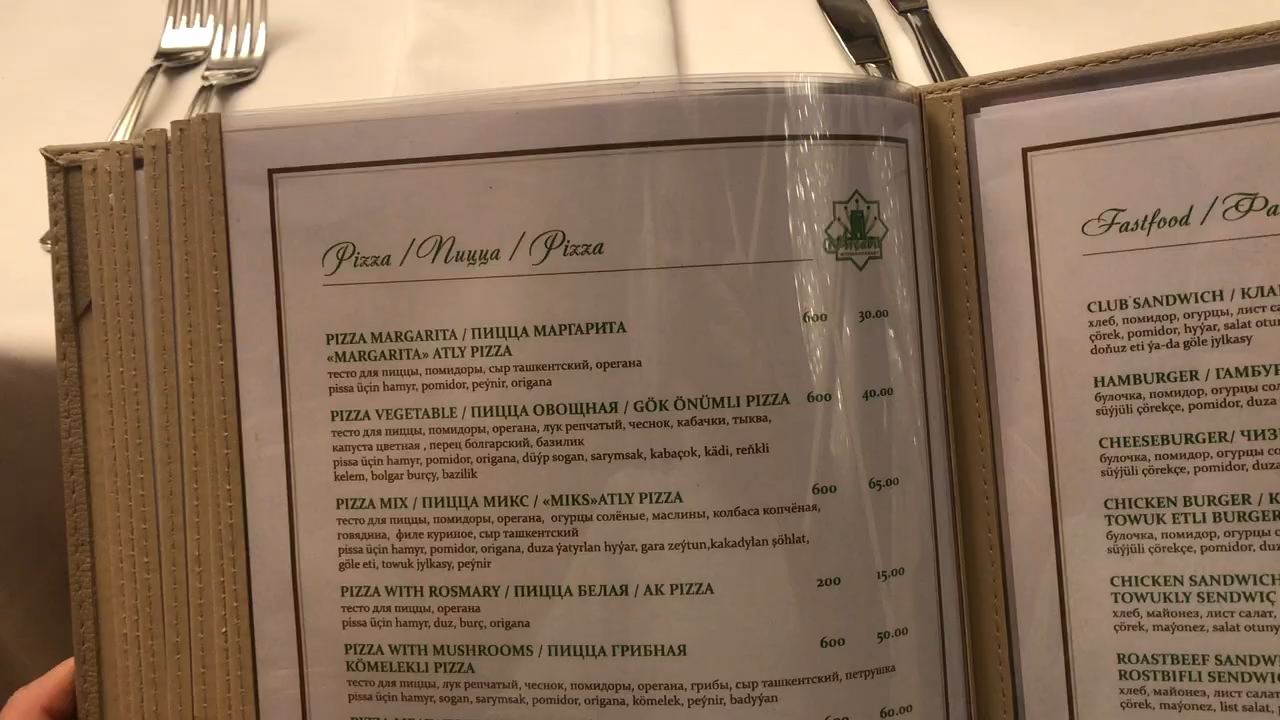 Pizza / Пицца / Pizza
PIZZA MARGARITA / ПИЦЦА МАРГАРИТА 600 30.00
«MARGARITA» ATLY PIZZA
тесто для пиццы, помидоры, сыр ташкентский, орегана
pissa üçin hamyr, pomidor, peýnir, origana
PIZZA VEGETABLE / ПИЦЦА ОВОЩНАЯ / GÖK ÖNÜMLI PIZZA 600 40.00
тесто для пиццы, помидоры, орегана, лук репчатый, чеснок, кабачки, тыква,
капуста цветная , перец болгарский, базилик
pissa üçin hamyr, pomidor, origana, düýp sogan, sarymsak, kabaçok, kädi, reňkli
kelem, bolgar burçy, bazilik
PIZZA MIX / ПИЦЦА МИКС / «MIKS»ATLY PIZZA 600 65.00
тесто для пиццы, помидоры, орегана, огурцы солёные, маслины, колбаса копчёная,
говядина, филе куриное, сыр ташкентский
pissa üçin hamyr, pomidor, origana, duza ýatyrlan hyýar, gara zeýtun,kakadylan şöhlat,
göle eti, towuk jylkasy, peýnir
PIZZA WITH ROSMARY / ПИЦЦА БЕЛАЯ / AK PIZZA 200 15.00
тесто для пиццы, орегана
pissa üçin hamyr, duz, burç, origana
PIZZA WITH MUSHROOMS / ПИЦЦА ГРИБНАЯ 600 50.00
KÖMELEKLI PIZZA
тесто для пиццы, лук репчатый, чеснок, помидоры, орегана, грибы, сыр ташкентский, петрушка
pissa üçin hamyr, sogan, sarymsak, pomidor, origana, kömelek, peýnir, badyýan
60.00
Fastfood /
CLUB SANDWICH /
хлеб, помидор, огурцы, лист
çörek, pomidor, hyýar, salat
doňuz eti ýa-da göle jylkasy
HAMBURGER /
булочка, помидор, огурцы
süýjüli çörekçe, pomidor, duza
CHEESEBURGER/
булочка, помидор, огурцы
süýjüli çörekçe, pomidor,
CHICKEN BURGER /
TOWUK ETLI BURGER
булочка, помидор, огурцы
süýjüli çörekçe, pomidor,
CHICKEN SANDWICH
TOWUKLY SENDWIÇ
хлеб, майонез, лист салат,
çörek, maýonez, salat
ROASTBEEF
ROSTBIFLI
хлеб, майонез, лист салат,
çörek, maýonez, list salat,